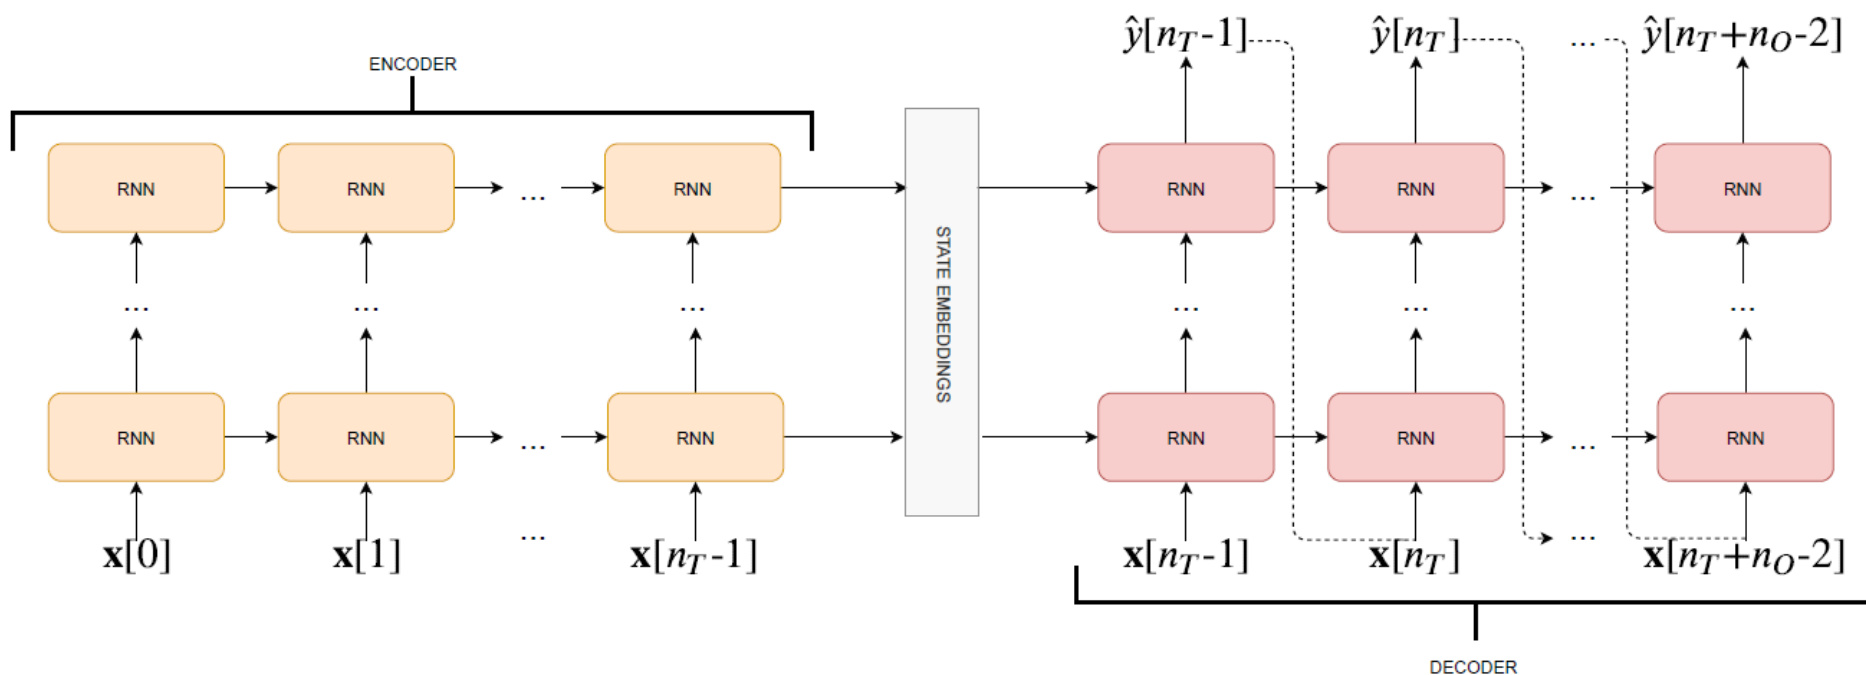 ŷ[n_T-1] ŷ[n_T] ... ŷ[n_T+n_O-2]
ENCODER
RNN RNN ... RNN RNN RNN ... RNN
STATE EMBEDDINGS
... ... ... ... ... ...
RNN RNN ... RNN RNN RNN ... RNN
x[0] x[1] ... x[n_T-1] x[n_T-1] x[n_T] ... x[n_T+n_O-2]
DECODER